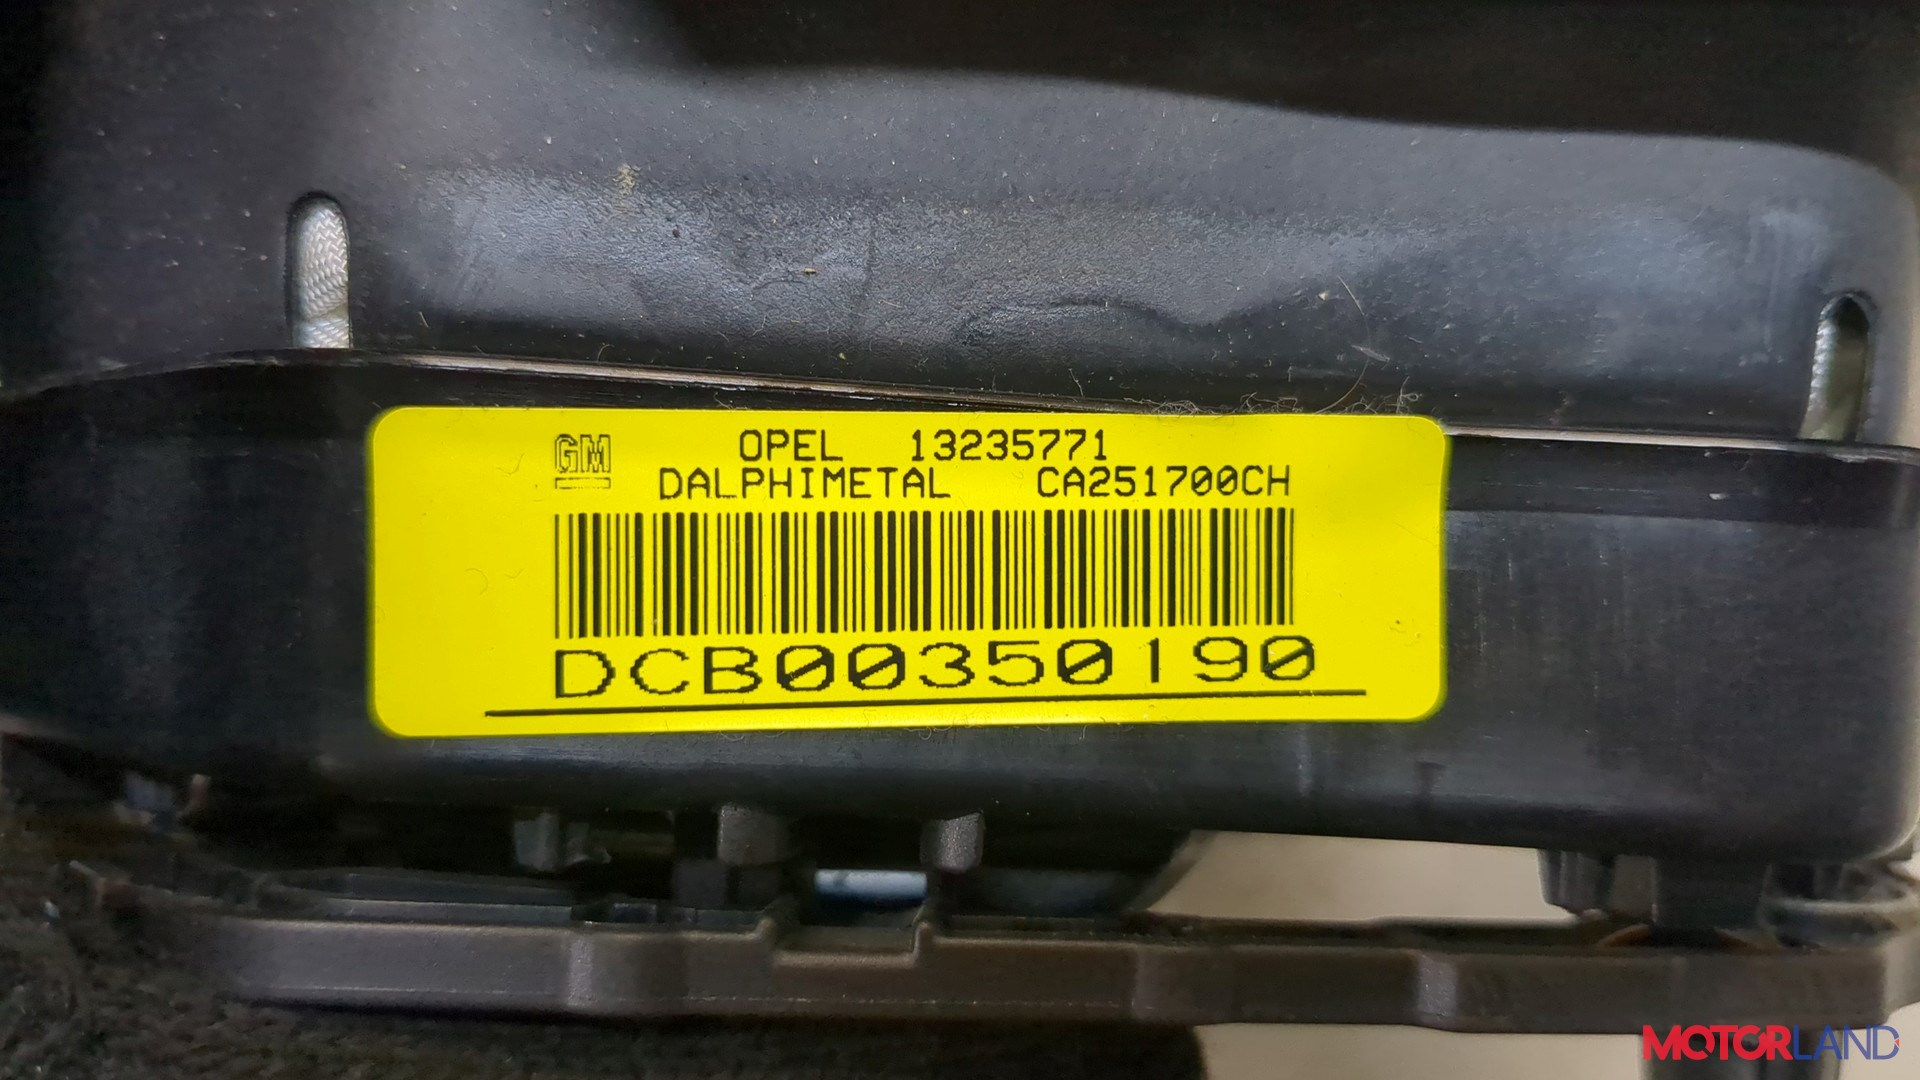 GM OPEL 13235771
DALPHIMETAL CA251700CH
DCB00350190
MOTORLAND